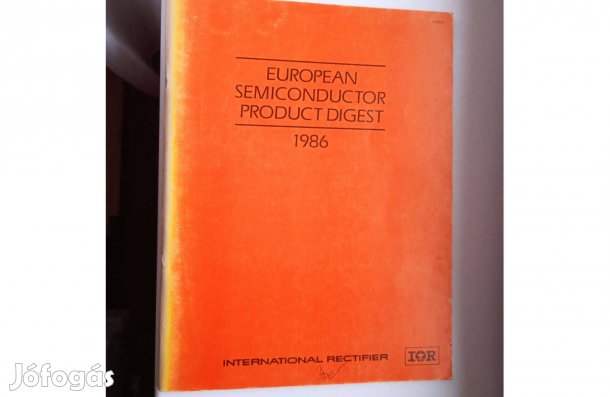 EUROPEAN
SEMICONDUCTOR
PRODUCT DIGEST
1986
INTERNATIONAL RECTIFIER
IOR
Jófogás